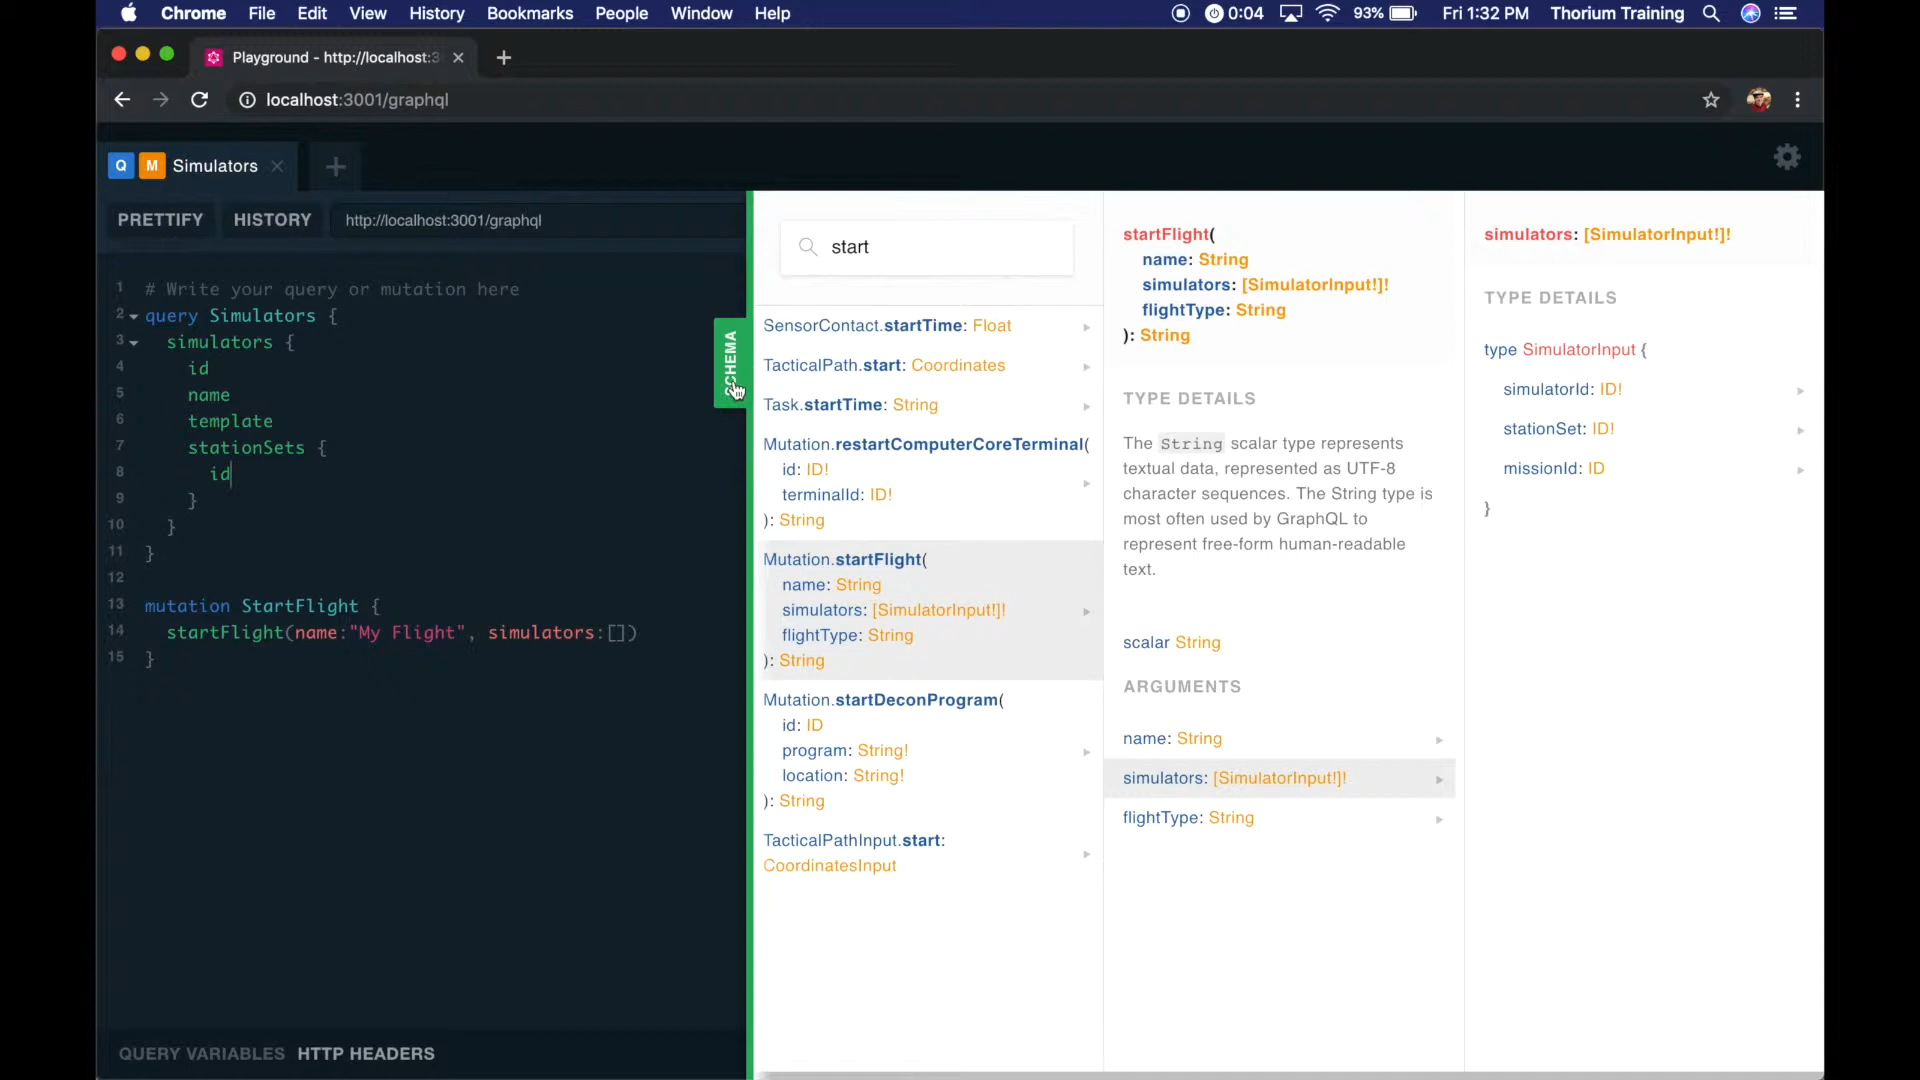 Chrome File Edit View History Bookmarks People Window Help 0:04 93% Fri 1:32 PM Thorium Training
Playground - http://localhost:3
localhost:3001/graphql
Q M Simulators
PRETTIFY HISTORY http://localhost:3001/graphql
1 # Write your query or mutation here
2 query Simulators {
3 simulators {
4 id
5 name
6 template
7 stationSets {
8 id
9 }
10 }
11 }
12
13 mutation StartFlight {
14 startFlight(name:"My Flight", simulators:[])
15 }
QUERY VARIABLES HTTP HEADERS
SCHEMA
start
SensorContact.startTime: Float
TacticalPath.start: Coordinates
Task.startTime: String
Mutation.restartComputerCoreTerminal(
id: ID!
terminalId: ID!
): String
Mutation.startFlight(
name: String
simulators: [SimulatorInput!]!
flightType: String
): String
Mutation.startDeconProgram(
id: ID
program: String!
location: String!
): String
TacticalPathInput.start:
CoordinatesInput
startFlight(
name: String
simulators: [SimulatorInput!]!
flightType: String
): String
TYPE DETAILS
The String scalar type represents
textual data, represented as UTF-8
character sequences. The String type is
most often used by GraphQL to
represent free-form human-readable
text.
scalar String
ARGUMENTS
name: String
simulators: [SimulatorInput!]!
flightType: String
simulators: [SimulatorInput!]!
TYPE DETAILS
type SimulatorInput {
simulatorId: ID!
stationSet: ID!
missionId: ID
}